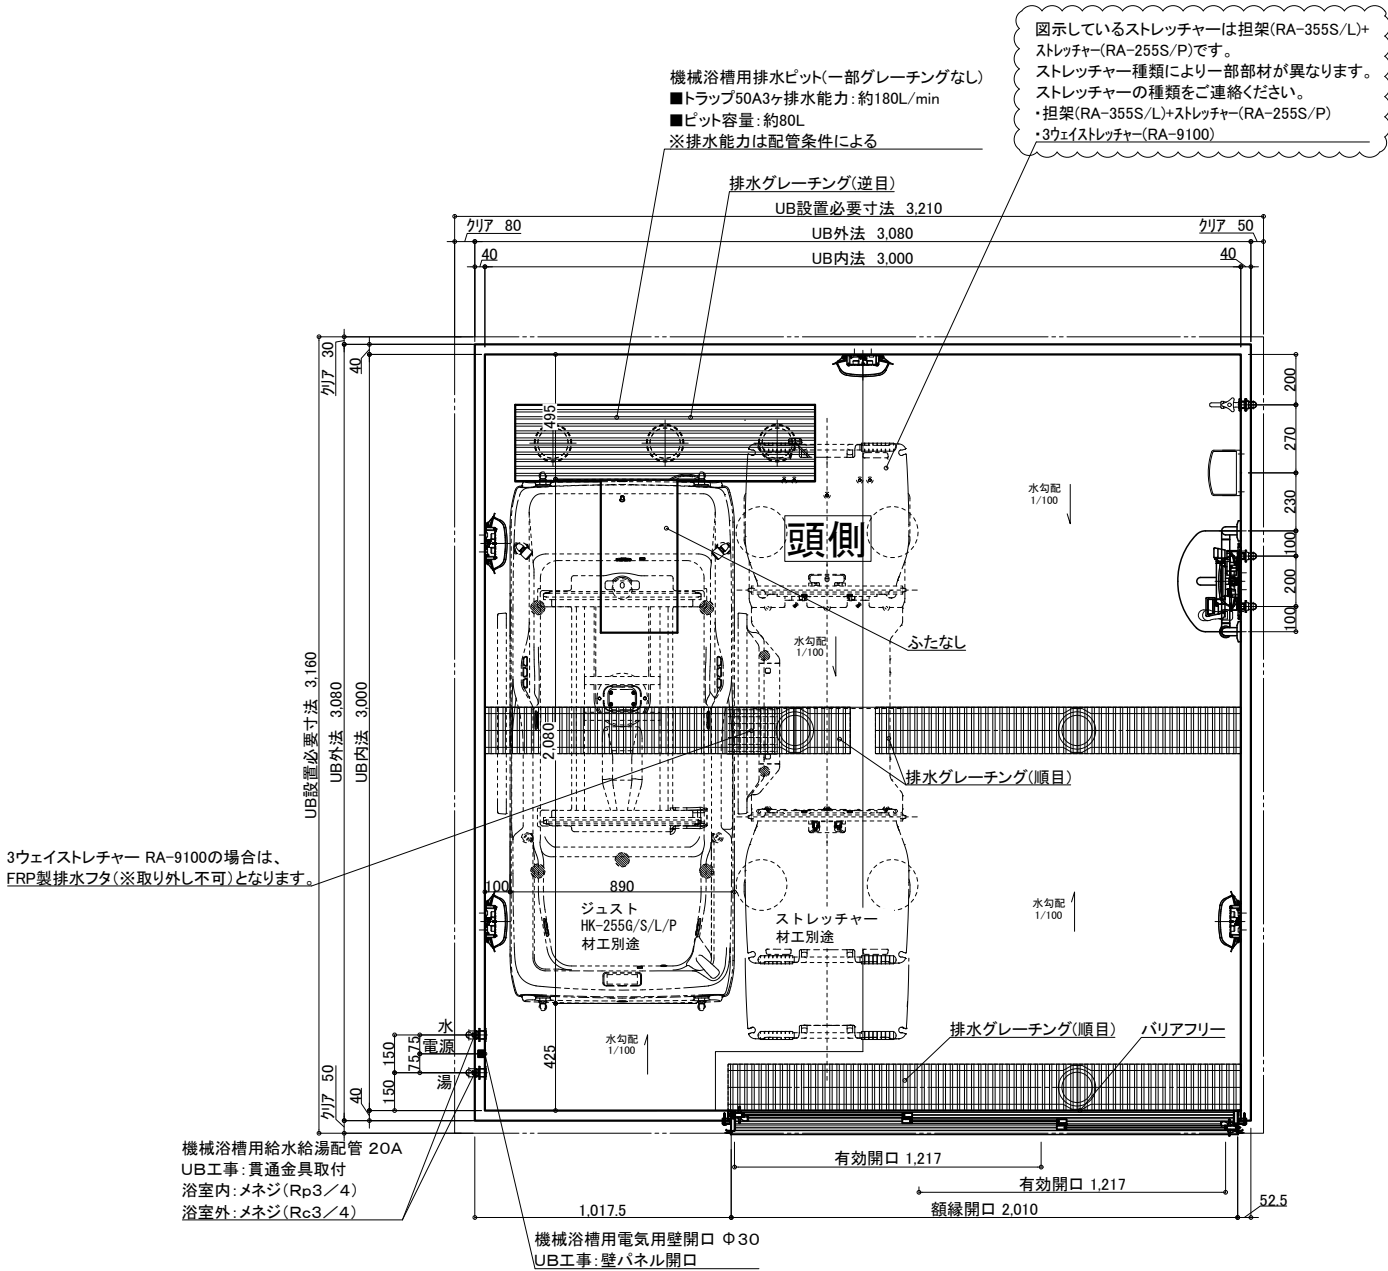 図示しているストレッチャーは担架(RA-355S/L)+
ストレッチャー(RA-255S/P)です。
ストレッチャー種類により一部部材が異なります。
ストレッチャーの種類をご連絡ください。
・担架(RA-355S/L)+ストレッチャー(RA-255S/P)
・3ウェイストレッチャー(RA-9100)
機械浴槽用排水ピット(一部グレーチングなし)
■トラップ50A3ヶ排水能力:約180L/min
■ピット容量:約80L
※排水能力は配管条件による
排水グレーチング(逆目)
UB設置必要寸法 3,210
クリア 80
UB外法 3,080
クリア 50
40
UB内法 3,000
40
クリア 30
40
200
495
270
水勾配
1/100
230
頭側
100
200
100
水勾配
1/100
ふたなし
UB設置必要寸法 3,160
UB外法 3,080
UB内法 3,000
2,080
排水グレーチング(順目)
3ウェイストレチャー RA-9100の場合は、
FRP製排水フタ(※取り外し不可)となります。
100
890
ジュスト
HK-255G/S/L/P
材工別途
ストレッチャー
材工別途
水勾配
1/100
水
電源
湯
150
75
75
150
水勾配
1/100
425
排水グレーチング(順目)
バリアフリー
クリア 50
40
機械浴槽用給水給湯配管 20A
UB工事:貫通金具取付
浴室内:メネジ(Rp3/4)
浴室外:メネジ(Rc3/4)
有効開口 1,217
有効開口 1,217
1,017.5
額縁開口 2,010
52.5
機械浴槽用電気用壁開口 Φ30
UB工事:壁パネル開口